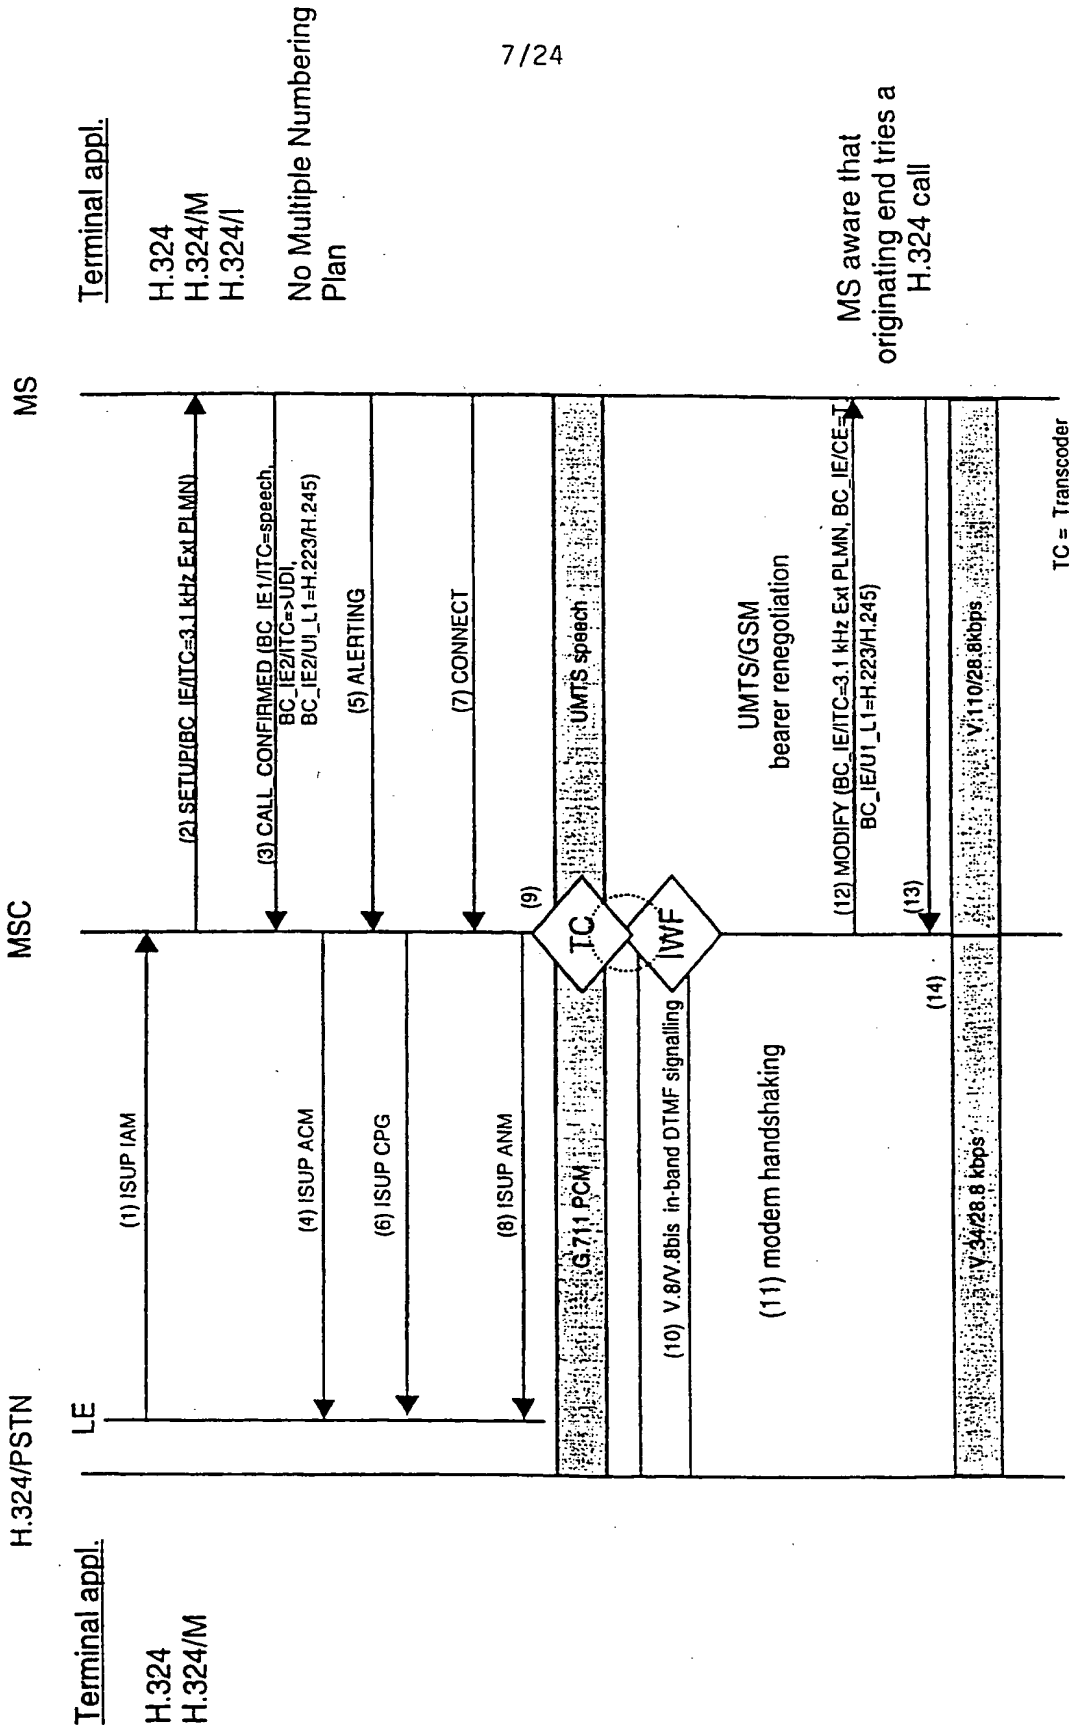 7/24
H.324/PSTN
LE
MSC
MS
Terminal appl.
H.324
H.324/M
Terminal appl.
H.324
H.324/M
H.324/I
No Multiple Numbering
Plan
(1) ISUP IAM
(2) SETUP(BC_IE/ITC=3.1 kHz Ext PLMN)
(3) CALL CONFIRMED (BC_IE1/ITC=speech,
BC_IE2/ITC=>UDI,
BC_IE2/UI_L1=H.223/H.245)
(4) ISUP ACM
(5) ALERTING
(6) ISUP CPG
(7) CONNECT
(8) ISUP ANM
(9)
G.711 PCM
TC
UMTS speech
IWF
(10) V.8/V.8bis in-band DTMF signalling
(11) modem handshaking
UMTS/GSM
bearer renegotiation
(12) MODIFY (BC_IE/ITC=3.1 kHz Ext PLMN, BC_IE/CE=T,
BC_IE/U1_L1=H.223/H.245)
MS aware that
originating end tries a
H.324 call
(13)
(14)
V.34/28.8 kbps
V.110/28.8kbps
TC = Transcoder